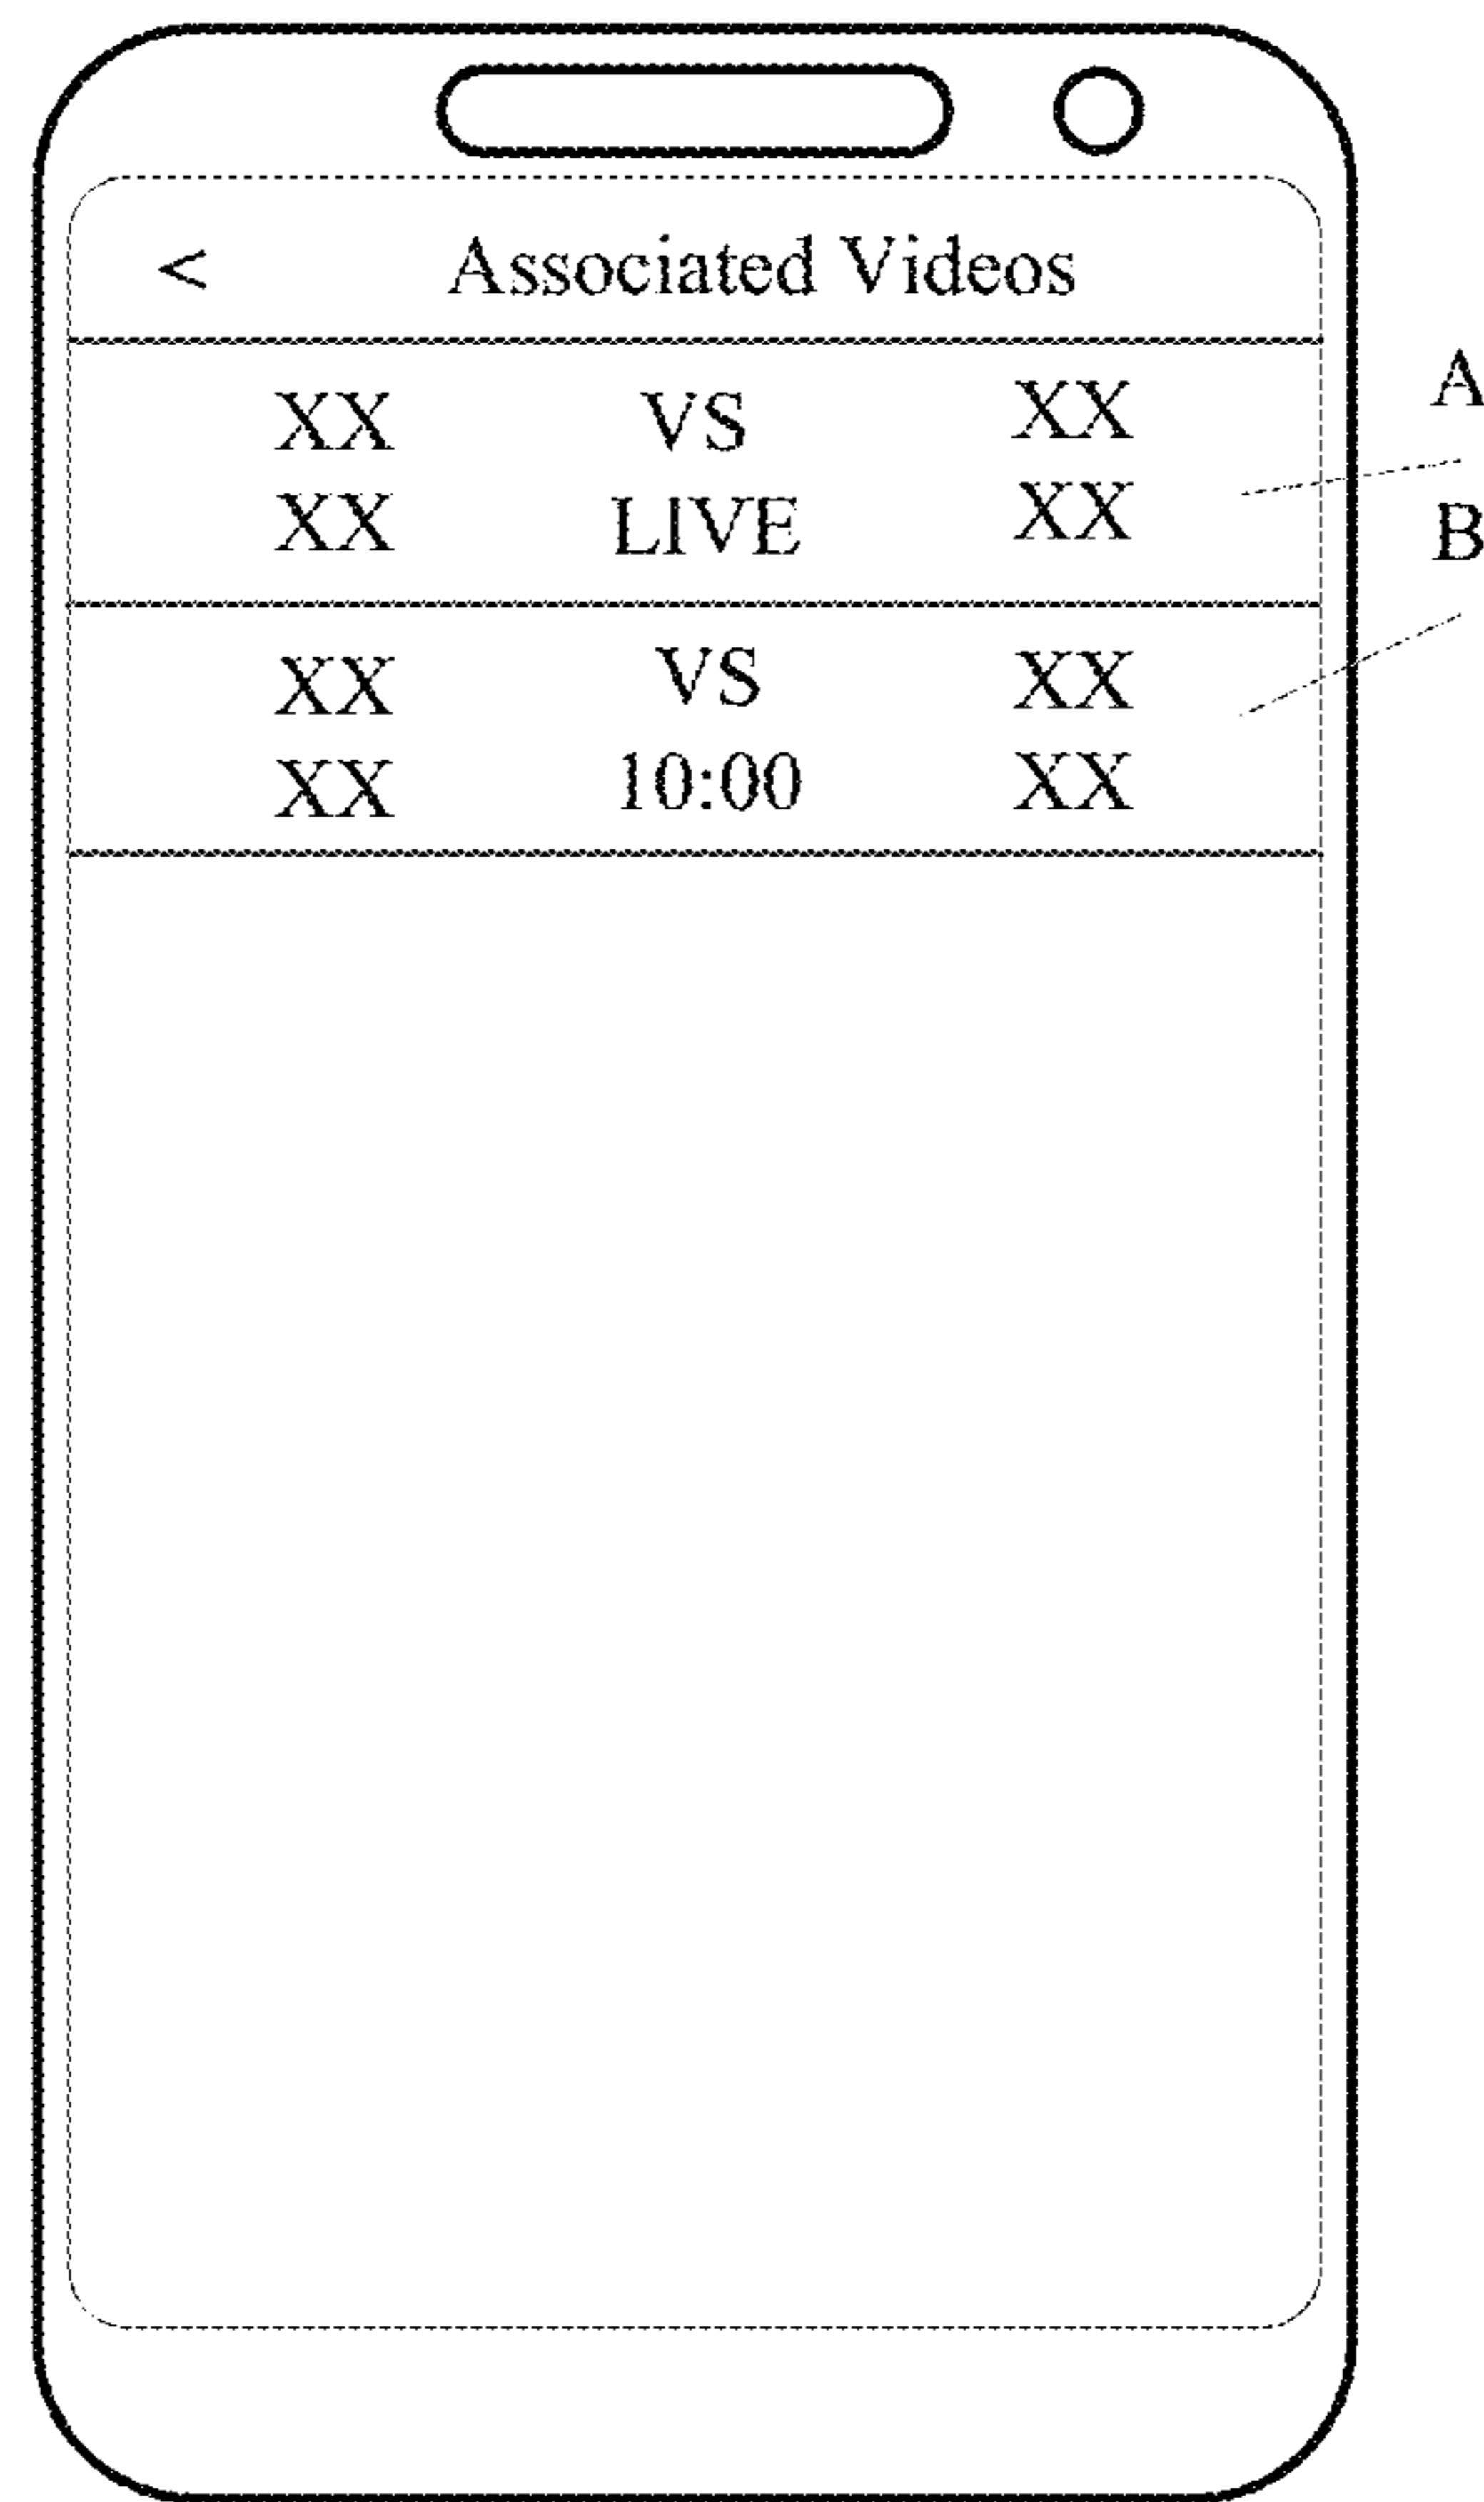 < Associated Videos
XX VS XX
XX LIVE XX
XX VS XX
XX 10:00 XX
A
B